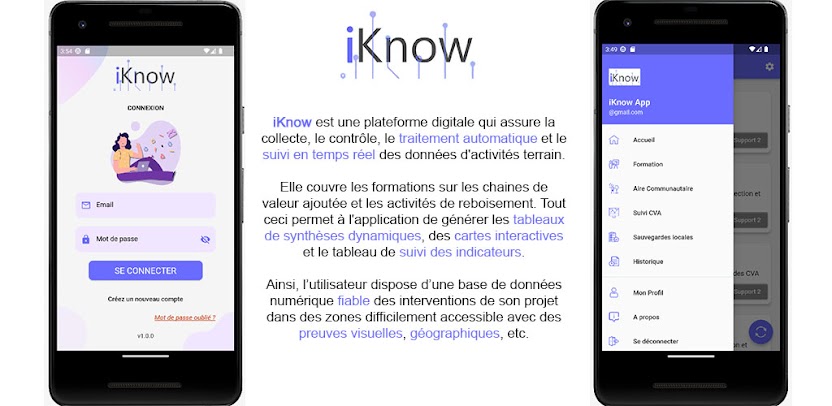 3:54
iKnow
CONNEXION
Email
Mot de passe
SE CONNECTER
Créez un nouveau compte
Mot de passe oublié ?
v1.0.0
iKnow
iKnow est une plateforme digitale qui assure la
collecte, le contrôle, le traitement automatique et le
suivi en temps réel des données d'activités terrain.
Elle couvre les formations sur les chaines de
valeur ajoutée et les activités de reboisement. Tout
ceci permet à l'application de générer les tableaux
de synthèses dynamiques, des cartes interactives
et le tableau de suivi des indicateurs.
Ainsi, l'utilisateur dispose d'une base de données
numérique fiable des interventions de son projet
dans des zones difficilement accessible avec des
preuves visuelles, géographiques, etc.
3:49
iKnow
iKnow App
@gmail.com
Accueil
Formation
Aire Communautaire
Suivi CVA
Sauvegardes locales
Historique
Mon Profil
A propos
Se déconnecter
Support 2
ection et
Support 2
des CVA
Support 2
on et